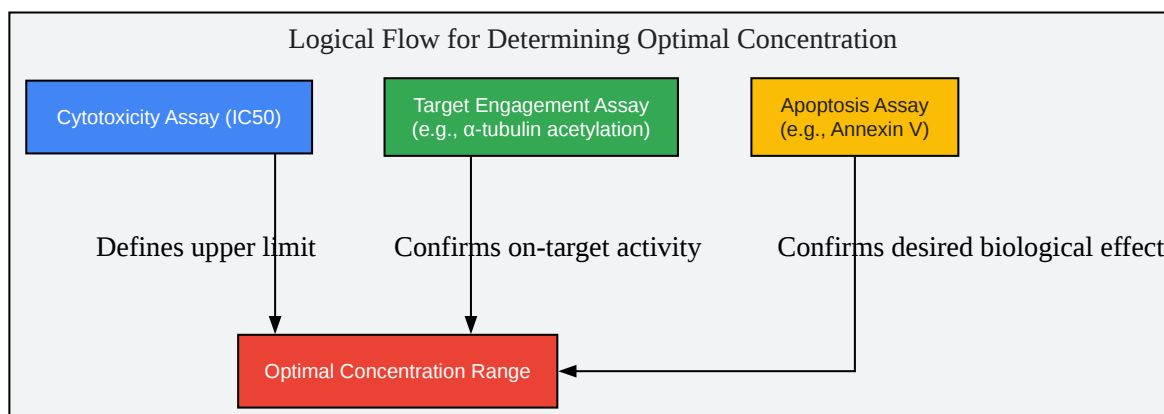 Logical Flow for Determining Optimal Concentration
Cytotoxicity Assay (IC50)
Target Engagement Assay
(e.g., α-tubulin acetylation)
Apoptosis Assay
(e.g., Annexin V)
Defines upper limit
Confirms on-target activity
Confirms desired biological effect
Optimal Concentration Range